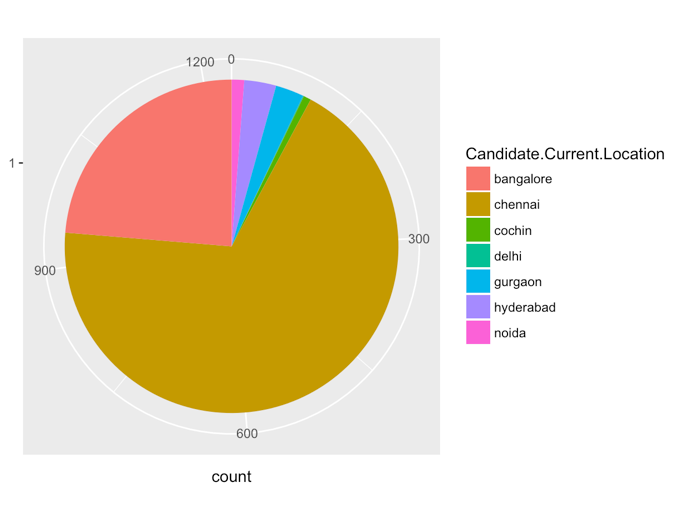 1200
0
1
300
900
600
count
Candidate.Current.Location
bangalore
chennai
cochin
delhi
gurgaon
hyderabad
noida